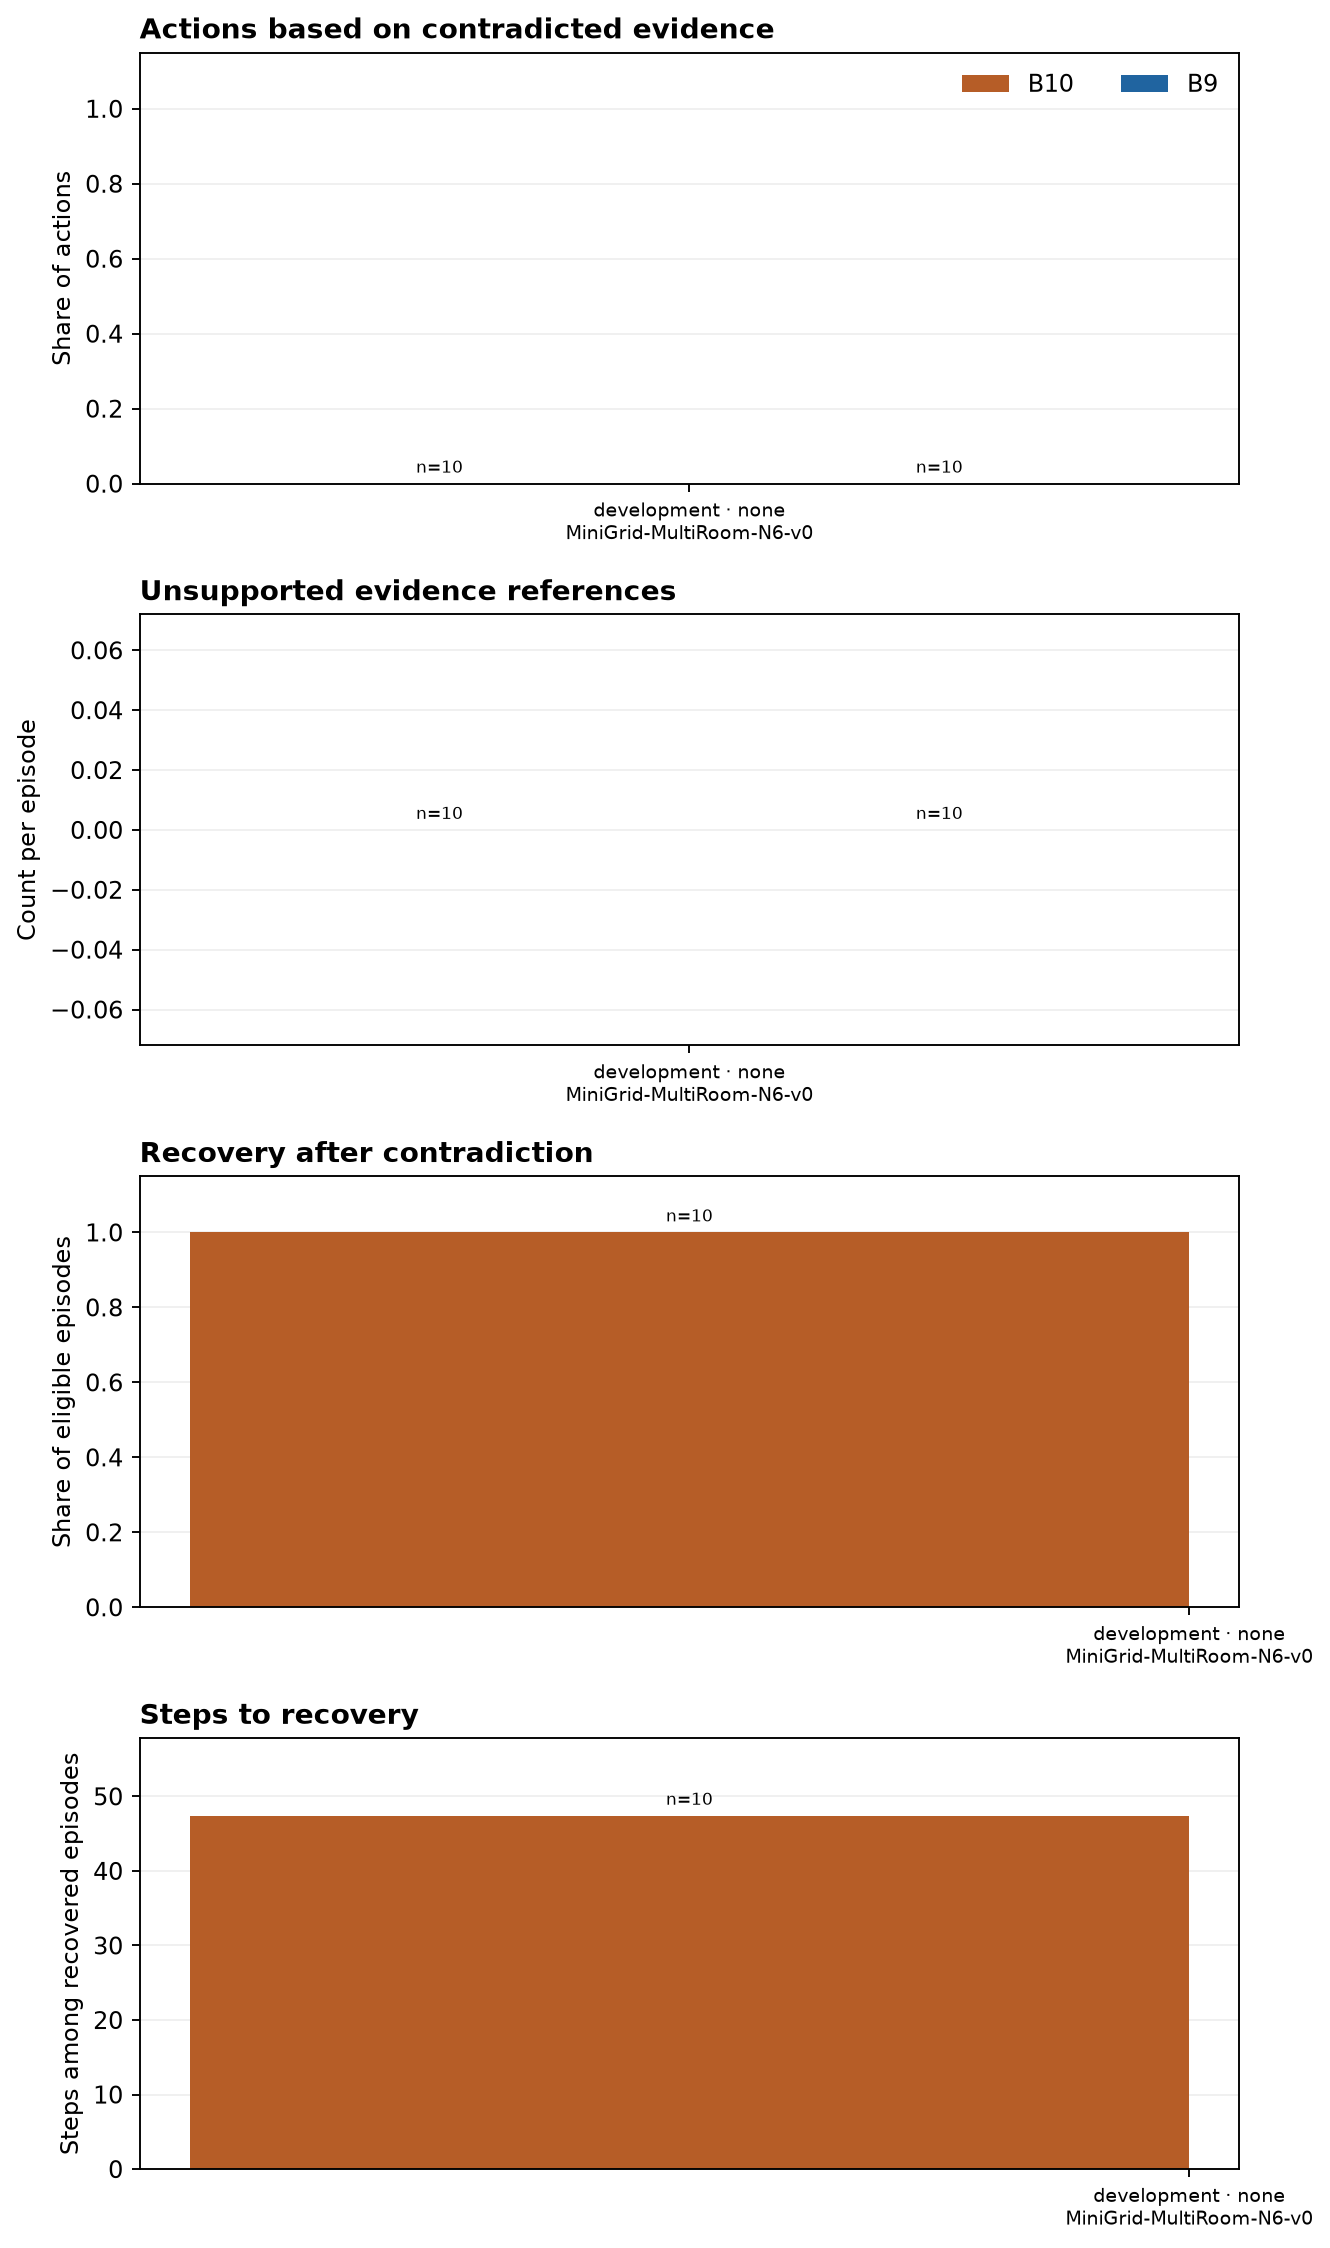 Actions based on contradicted evidence
B10
B9
Share of actions
1.0
0.8
0.6
0.4
0.2
0.0
n=10
n=10
development · none
MiniGrid-MultiRoom-N6-v0
Unsupported evidence references
Count per episode
0.06
0.04
0.02
0.00
−0.02
−0.04
−0.06
n=10
n=10
development · none
MiniGrid-MultiRoom-N6-v0
Recovery after contradiction
Share of eligible episodes
1.0
0.8
0.6
0.4
0.2
0.0
n=10
development · none
MiniGrid-MultiRoom-N6-v0
Steps to recovery
Steps among recovered episodes
50
40
30
20
10
0
n=10
development · none
MiniGrid-MultiRoom-N6-v0